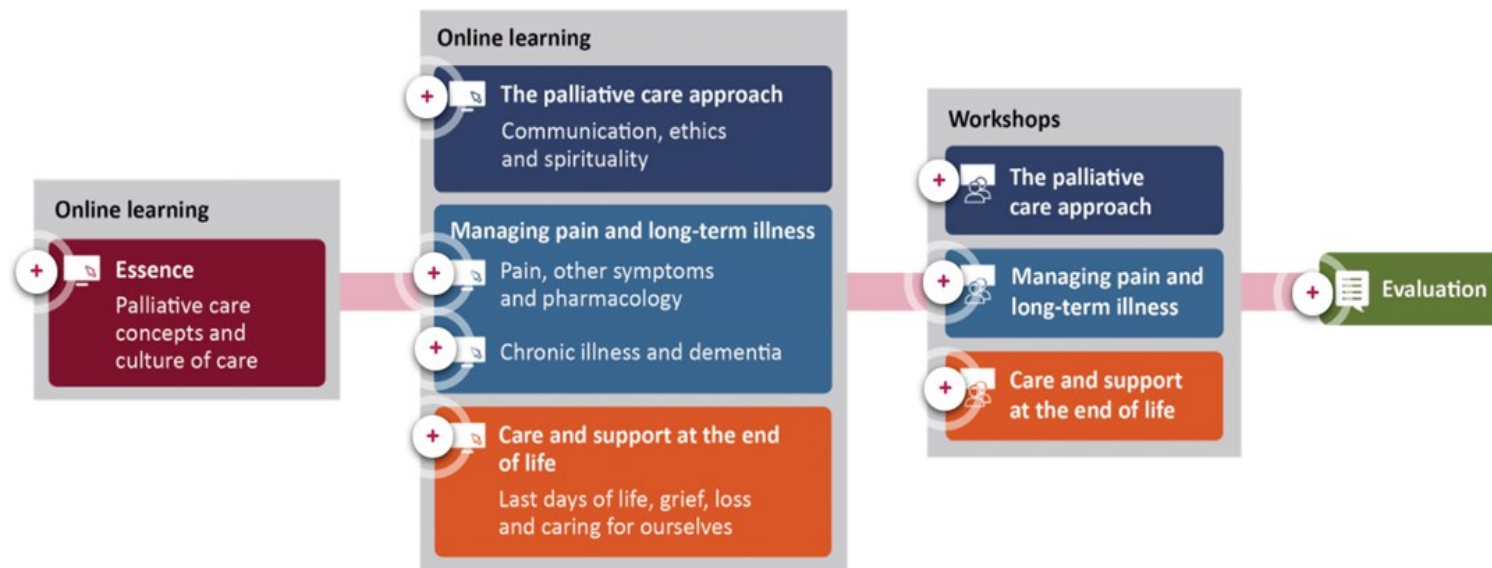 Online learning
Essence
Palliative care
concepts and
culture of care
Online learning
The palliative care approach
Communication, ethics
and spirituality
Managing pain and long-term illness
Pain, other symptoms
and pharmacology
Chronic illness and dementia
Care and support at the end
of life
Last days of life, grief, loss
and caring for ourselves
Workshops
The palliative
care approach
Managing pain and
long-term illness
Care and support
at the end of life
Evaluation